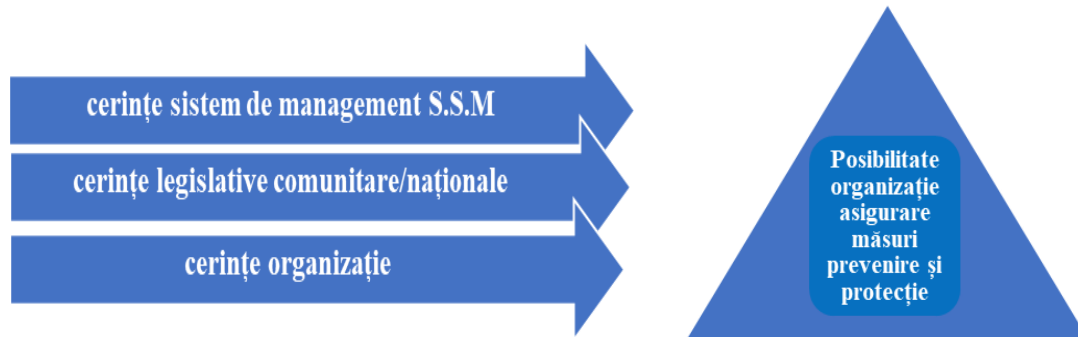 cerințe sistem de management S.S.M
cerințe legislative comunitare/naționale
cerințe organizație
Posibilitate
organizație
asigurare
măsuri
prevenire și
protecție